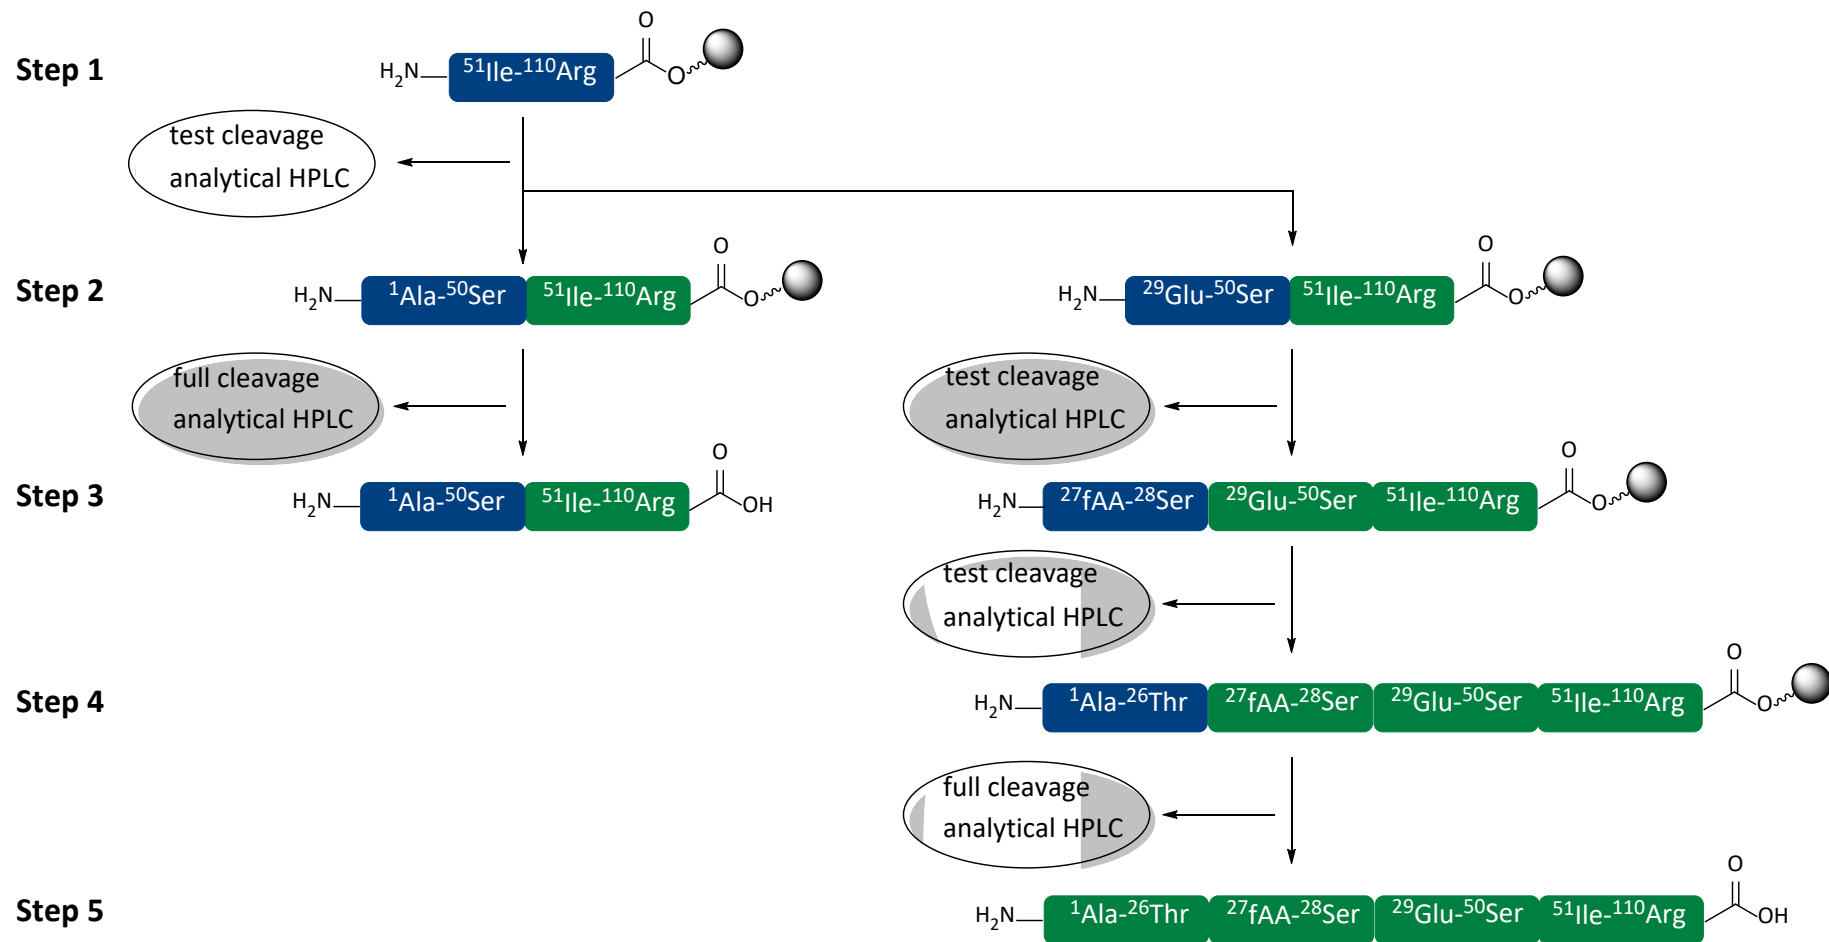 Step 1
H₂N
⁵¹Ile-¹¹⁰Arg
O
O
test cleavage
analytical HPLC
Step 2
H₂N
¹Ala-⁵⁰Ser
⁵¹Ile-¹¹⁰Arg
O
O
H₂N
²⁹Glu-⁵⁰Ser
⁵¹Ile-¹¹⁰Arg
O
O
full cleavage
analytical HPLC
test cleavage
analytical HPLC
Step 3
H₂N
¹Ala-⁵⁰Ser
⁵¹Ile-¹¹⁰Arg
O
OH
H₂N
²⁷fAA-²⁸Ser
²⁹Glu-⁵⁰Ser
⁵¹Ile-¹¹⁰Arg
O
O
test cleavage
analytical HPLC
Step 4
H₂N
¹Ala-²⁶Thr
²⁷fAA-²⁸Ser
²⁹Glu-⁵⁰Ser
⁵¹Ile-¹¹⁰Arg
O
O
full cleavage
analytical HPLC
Step 5
H₂N
¹Ala-²⁶Thr
²⁷fAA-²⁸Ser
²⁹Glu-⁵⁰Ser
⁵¹Ile-¹¹⁰Arg
O
OH